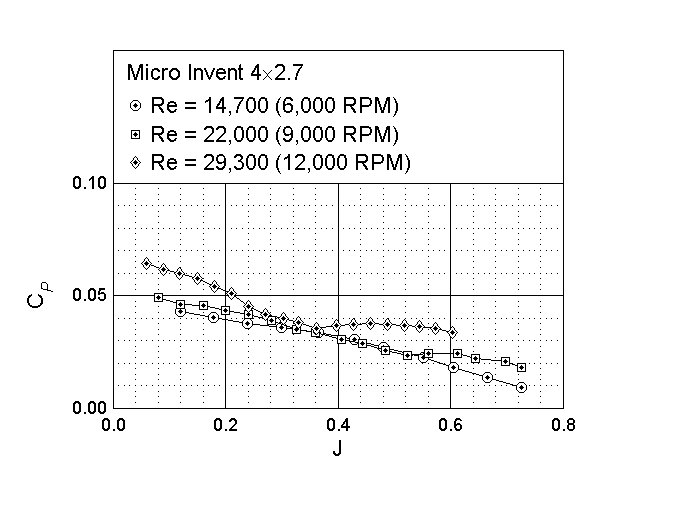 Micro Invent 4×2.7
Re = 14,700 (6,000 RPM)
Re = 22,000 (9,000 RPM)
Re = 29,300 (12,000 RPM)
0.10
0.05
0.00
C_P
0.0 0.2 0.4 0.6 0.8
J